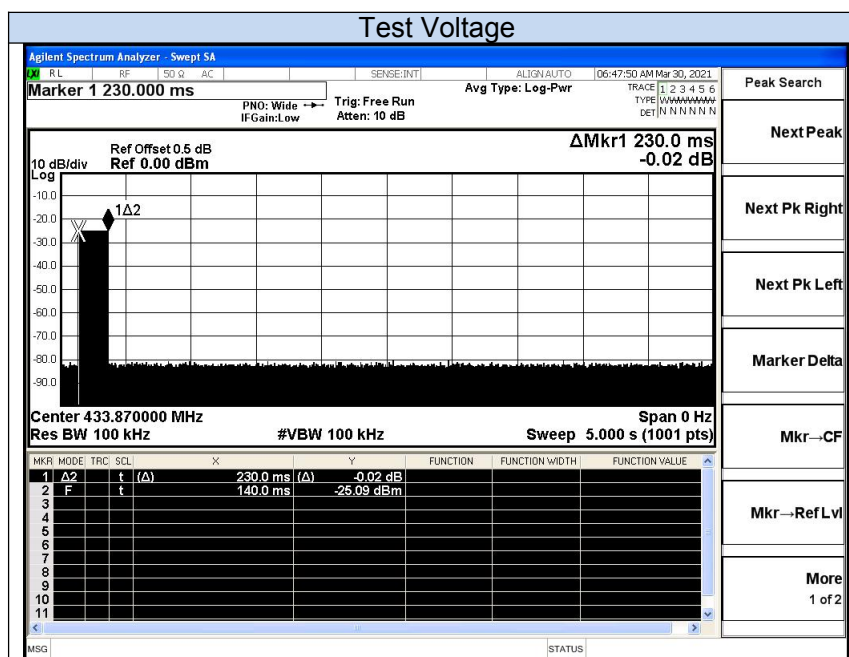 Test Voltage
Agilent Spectrum Analyzer - Swept SA
LXI RL RF 50 Ω AC SENSE:INT ALIGN AUTO 06:47:50 AM Mar 30, 2021
Marker 1 230.000 ms
PNO: Wide
IFGain:Low
Trig: Free Run
Atten: 10 dB
Avg Type: Log-Pwr
TRACE 1 2 3 4 5 6
TYPE WWWWWW
DET N N N N N N
Peak Search
Next Peak
Next Pk Right
Next Pk Left
Marker Delta
Mkr→CF
Mkr→Ref Lvl
More
1 of 2
Ref Offset 0.5 dB
10 dB/div Ref 0.00 dBm
Log
ΔMkr1 230.0 ms
-0.02 dB
-10.0
-20.0
-30.0
-40.0
-50.0
-60.0
-70.0
-80.0
-90.0
1Δ2
Center 433.870000 MHz Span 0 Hz
Res BW 100 kHz #VBW 100 kHz Sweep 5.000 s (1001 pts)
MKR MODE TRC SCL X Y FUNCTION FUNCTION WIDTH FUNCTION VALUE
1 Δ2 t (Δ) 230.0 ms (Δ) -0.02 dB
2 F t 140.0 ms -25.09 dBm
3
4
5
6
7
8
9
10
11
MSG STATUS